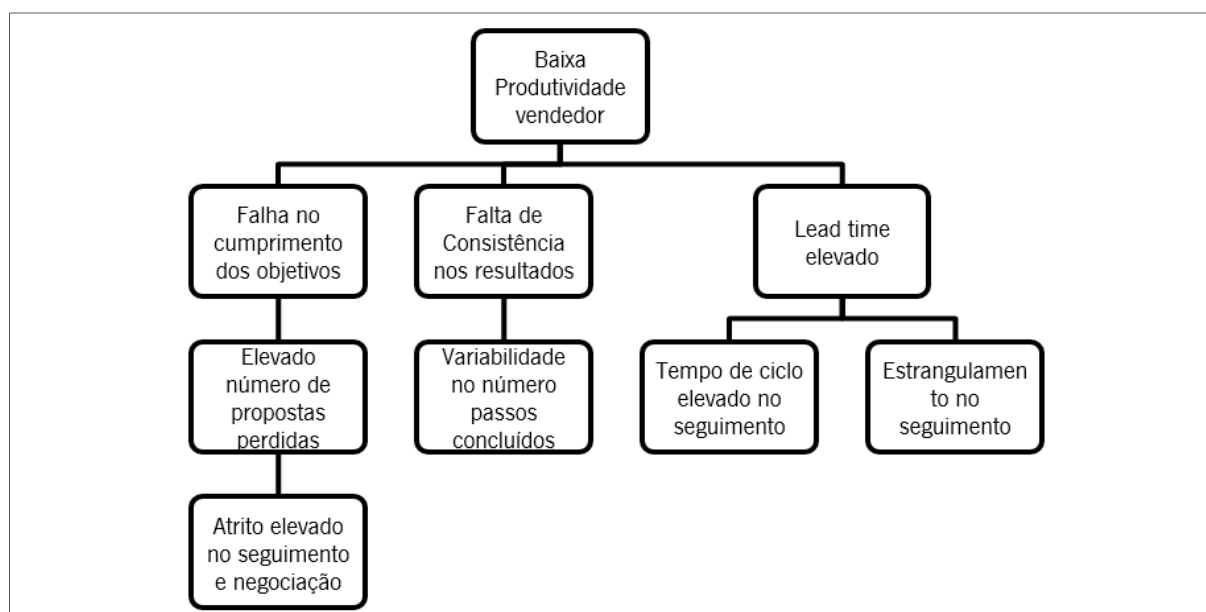 Baixa
Produtividade
vendedor
Falha no
cumprimento
dos objetivos
Falta de
Consistência
nos resultados
Lead time
elevado
Elevado
número de
propostas
perdidas
Variabilidade
no número
passos
concluídos
Tempo de ciclo
elevado no
seguimento
Estrangulamen
to no
seguimento
Atrito elevado
no seguimento
e negociação